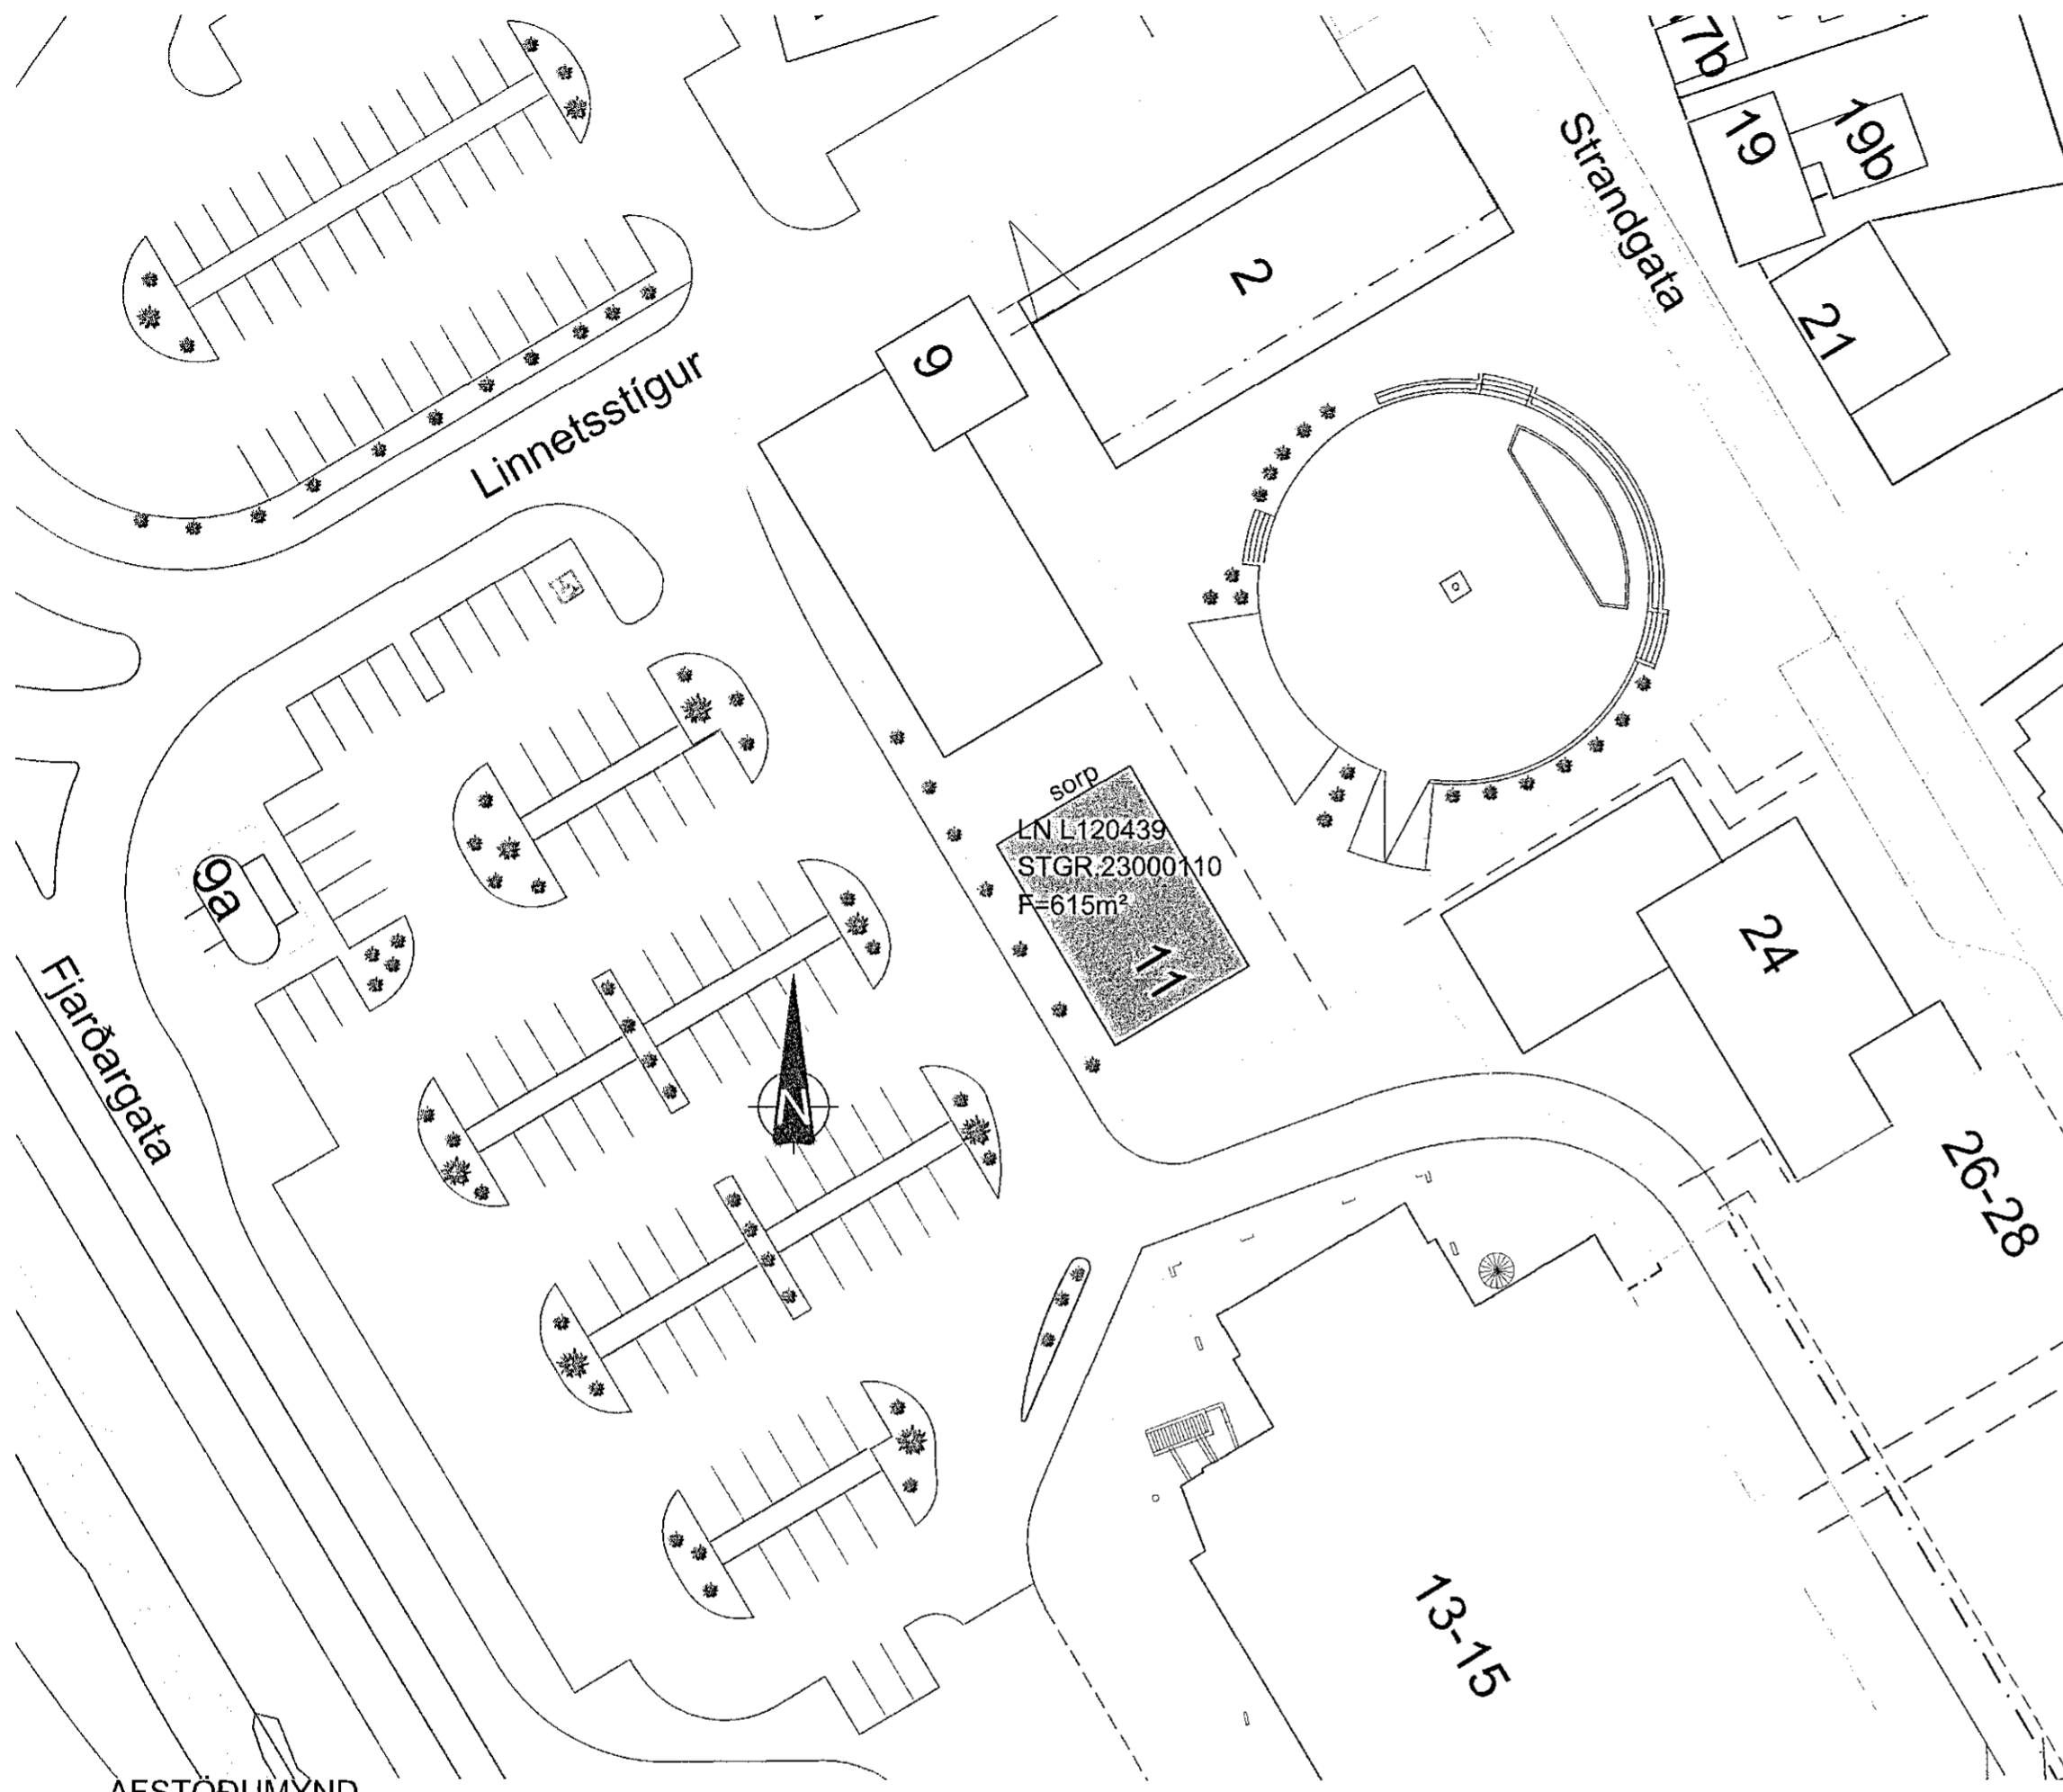 17b
19
19b
Strandgata
2
21
9
Linnetsstígur
sorp
LN L120439
STGR.23000110
F=615m²
11
9a
24
Fjarðargata
N
26-28
13-15
AFSTÖÐUMYND